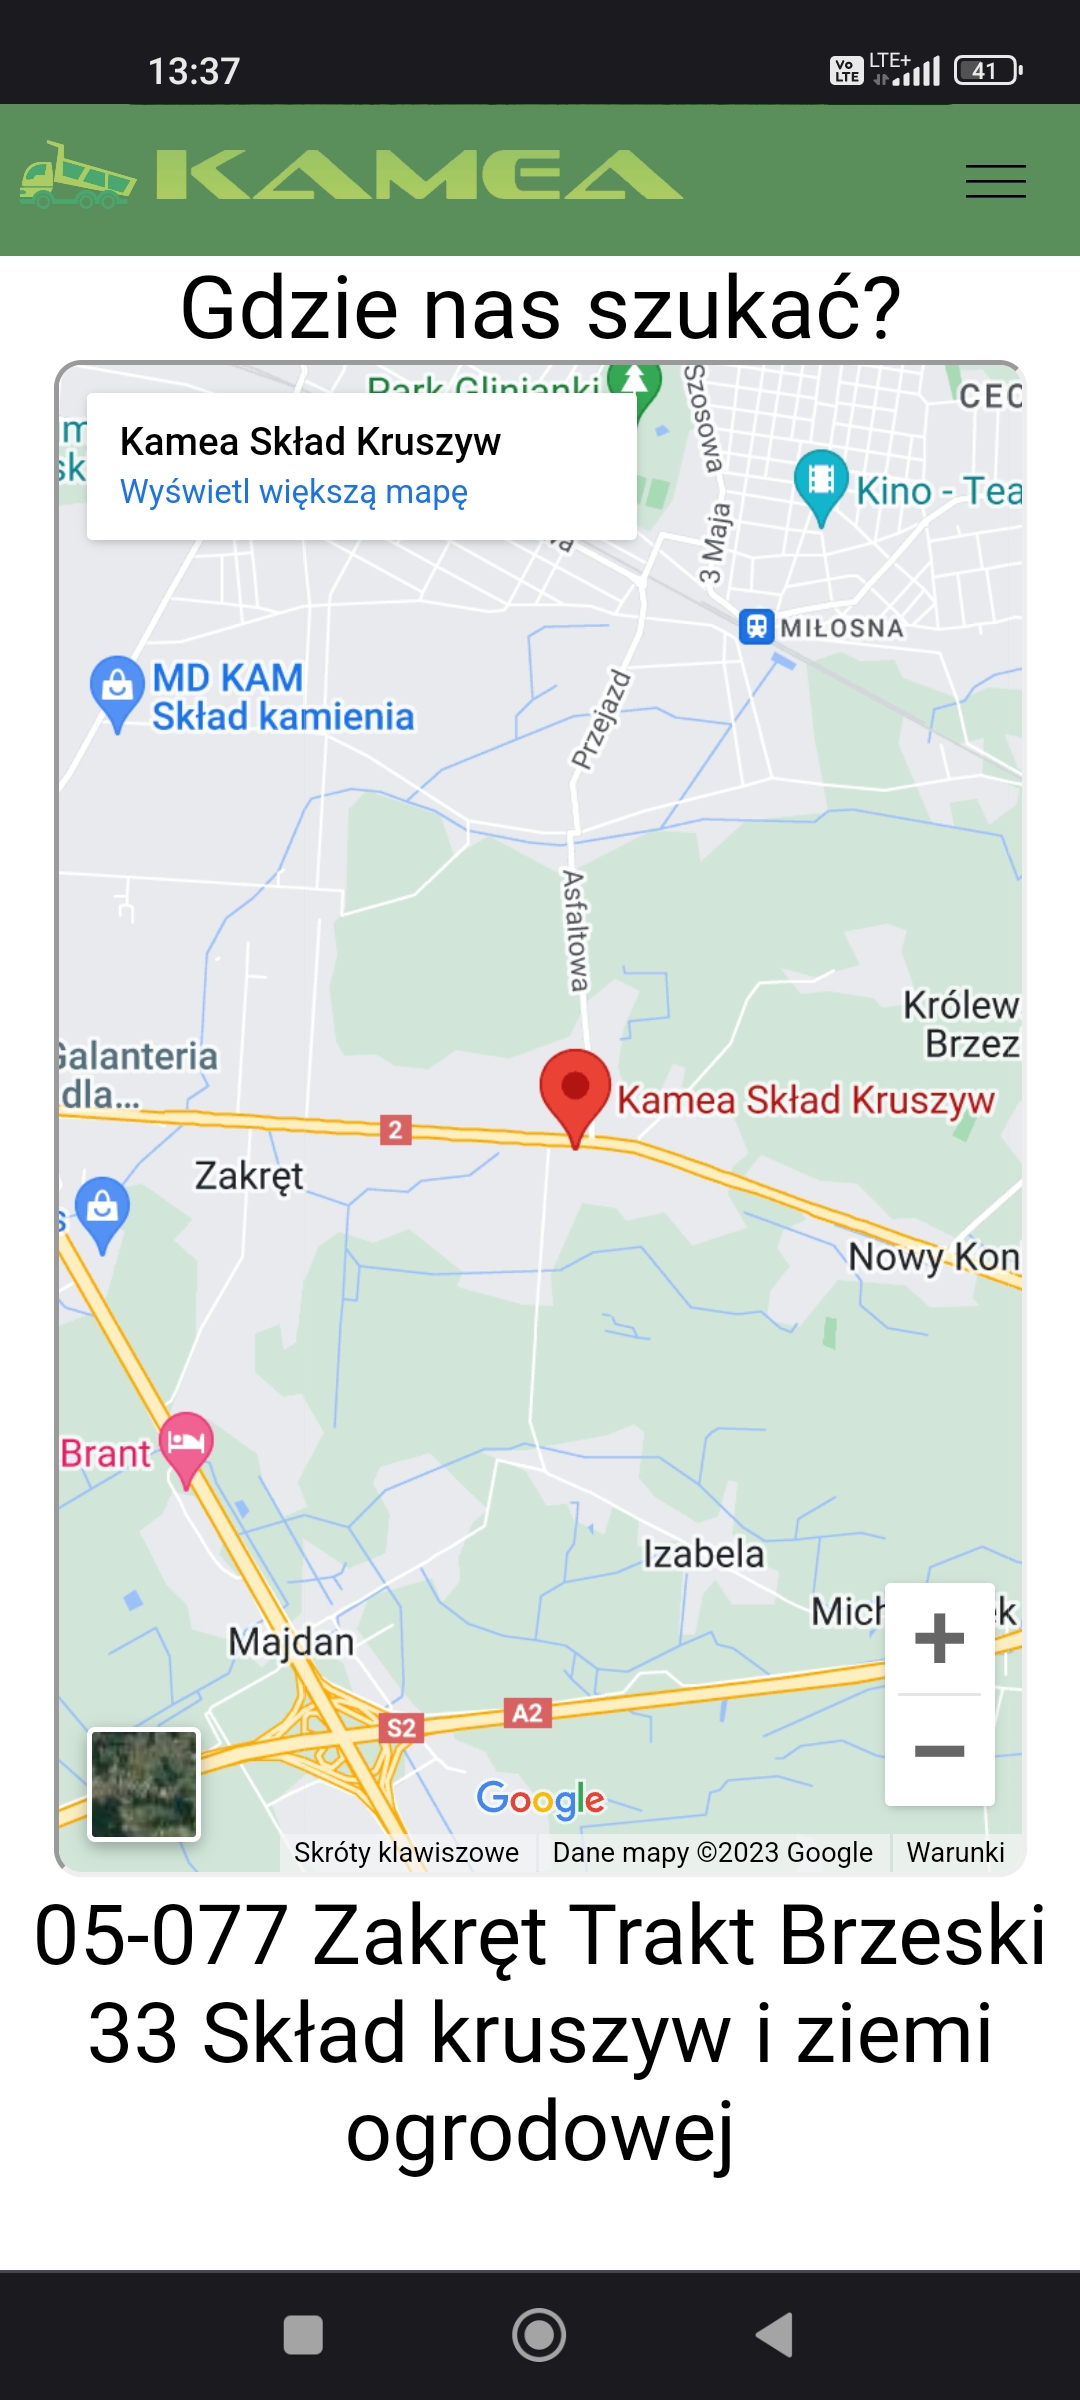 13:37
Vo LTE
LTE+
41
KAMEA
Gdzie nas szukać?
Park Glinianki
Szosowa
Kamea Skład Kruszyw
Wyświetl większą mapę
Kino - Tea
3 Maja
MIŁOSNA
MD KAM
Skład kamienia
Przejazd
Asfaltowa
Królew
Brzez
Galanteria
dla...
Kamea Skład Kruszyw
2
Zakręt
Nowy Kon
Brant
Izabela
Mich
k
Majdan
A2
S2
Google
Skróty klawiszowe
Dane mapy ©2023 Google
Warunki
05-077 Zakręt Trakt Brzeski
33 Skład kruszyw i ziemi
ogrodowej